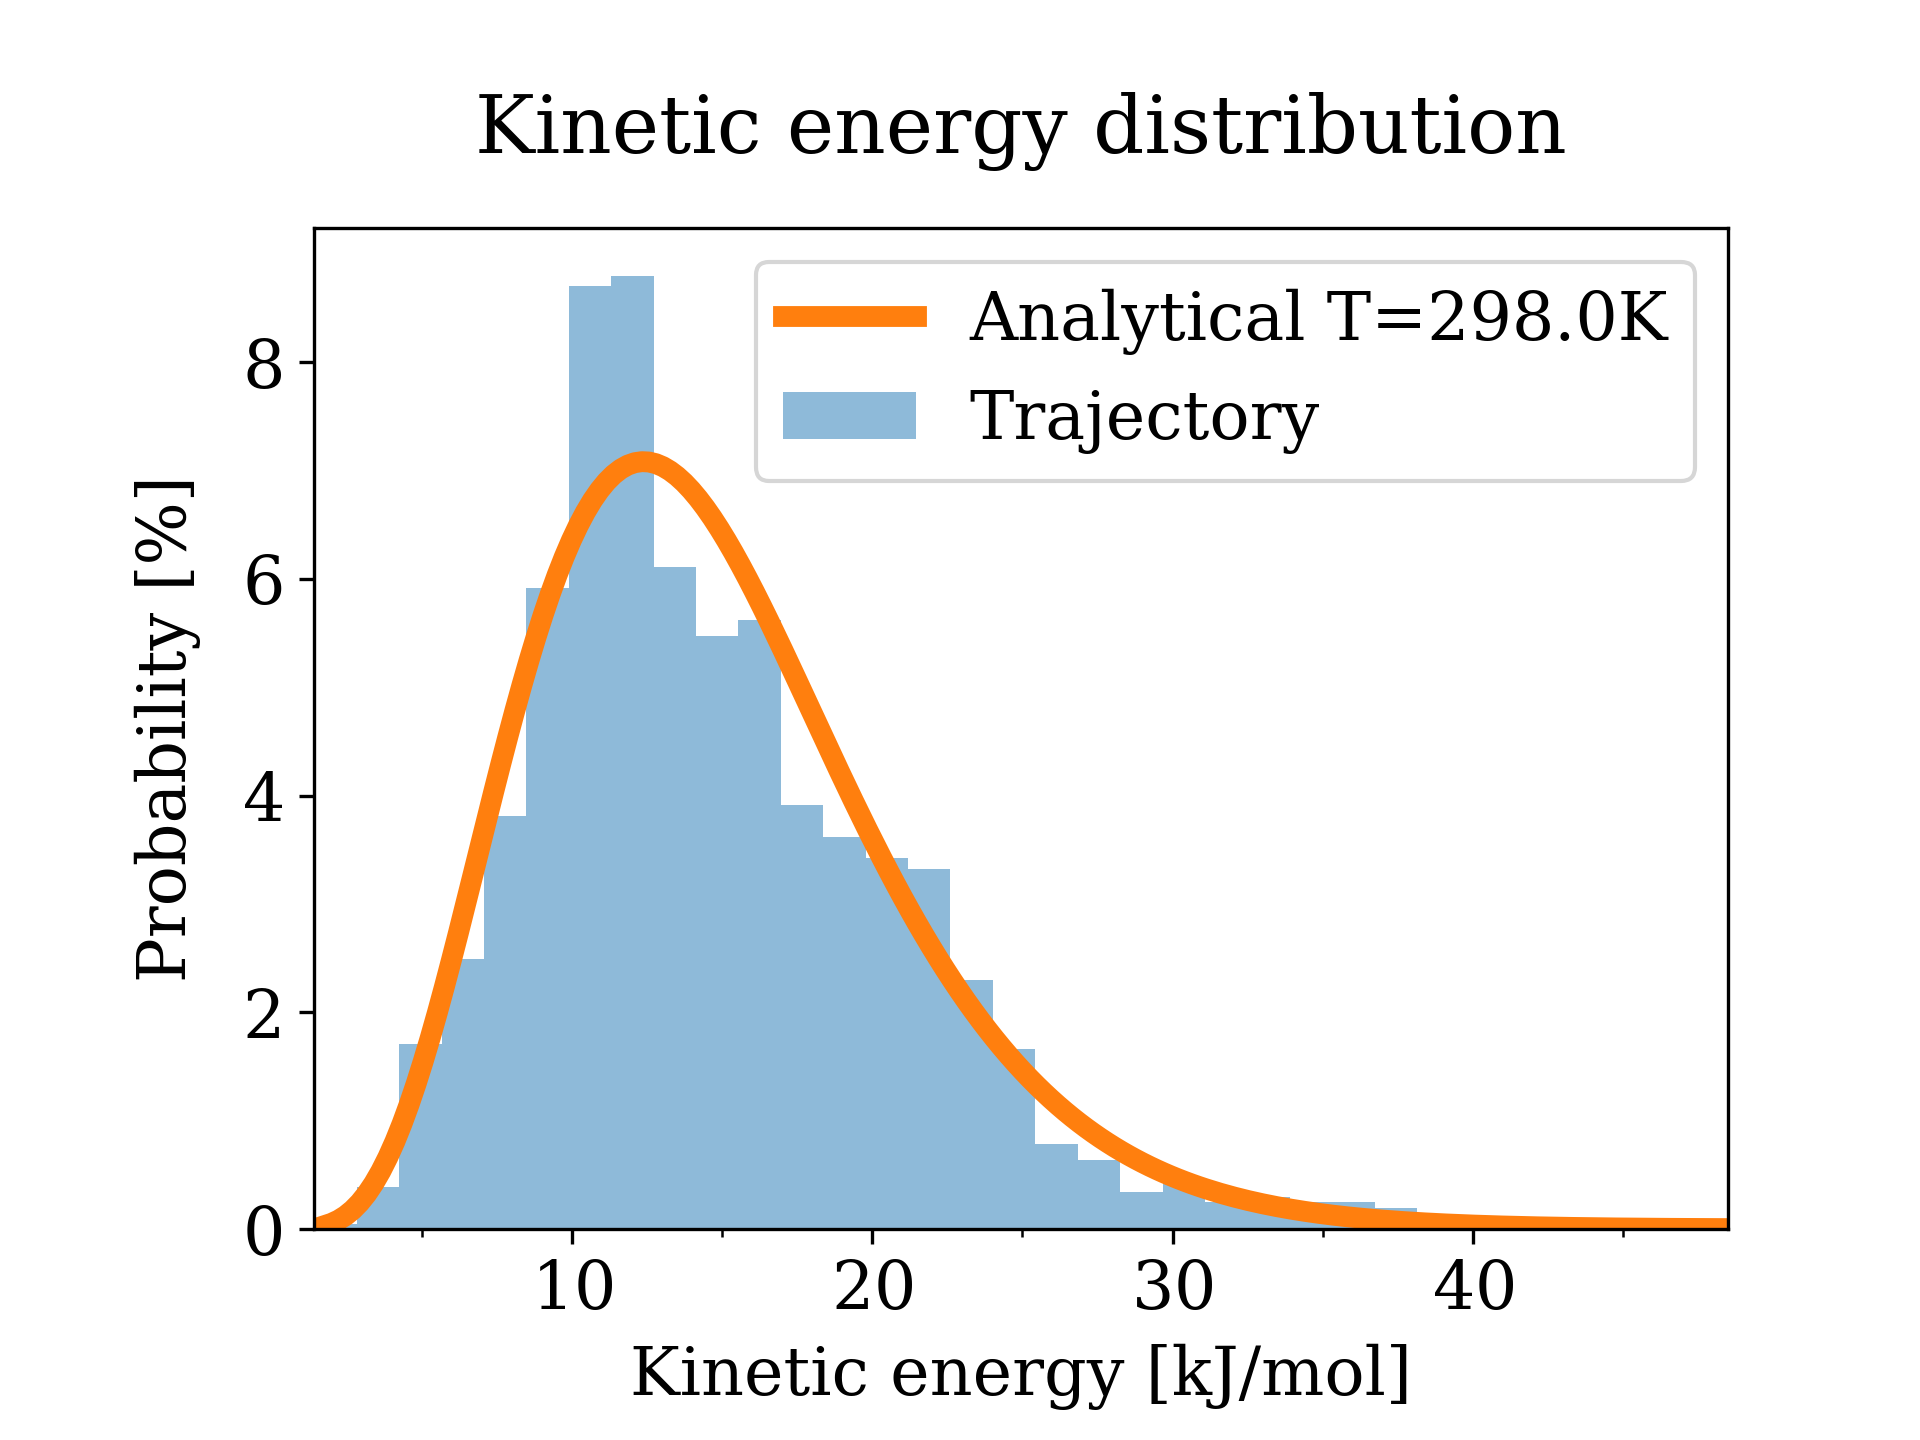 Kinetic energy distribution
Analytical T=298.0K
Trajectory
Probability [%]
8
6
4
2
0
10 20 30 40
Kinetic energy [kJ/mol]